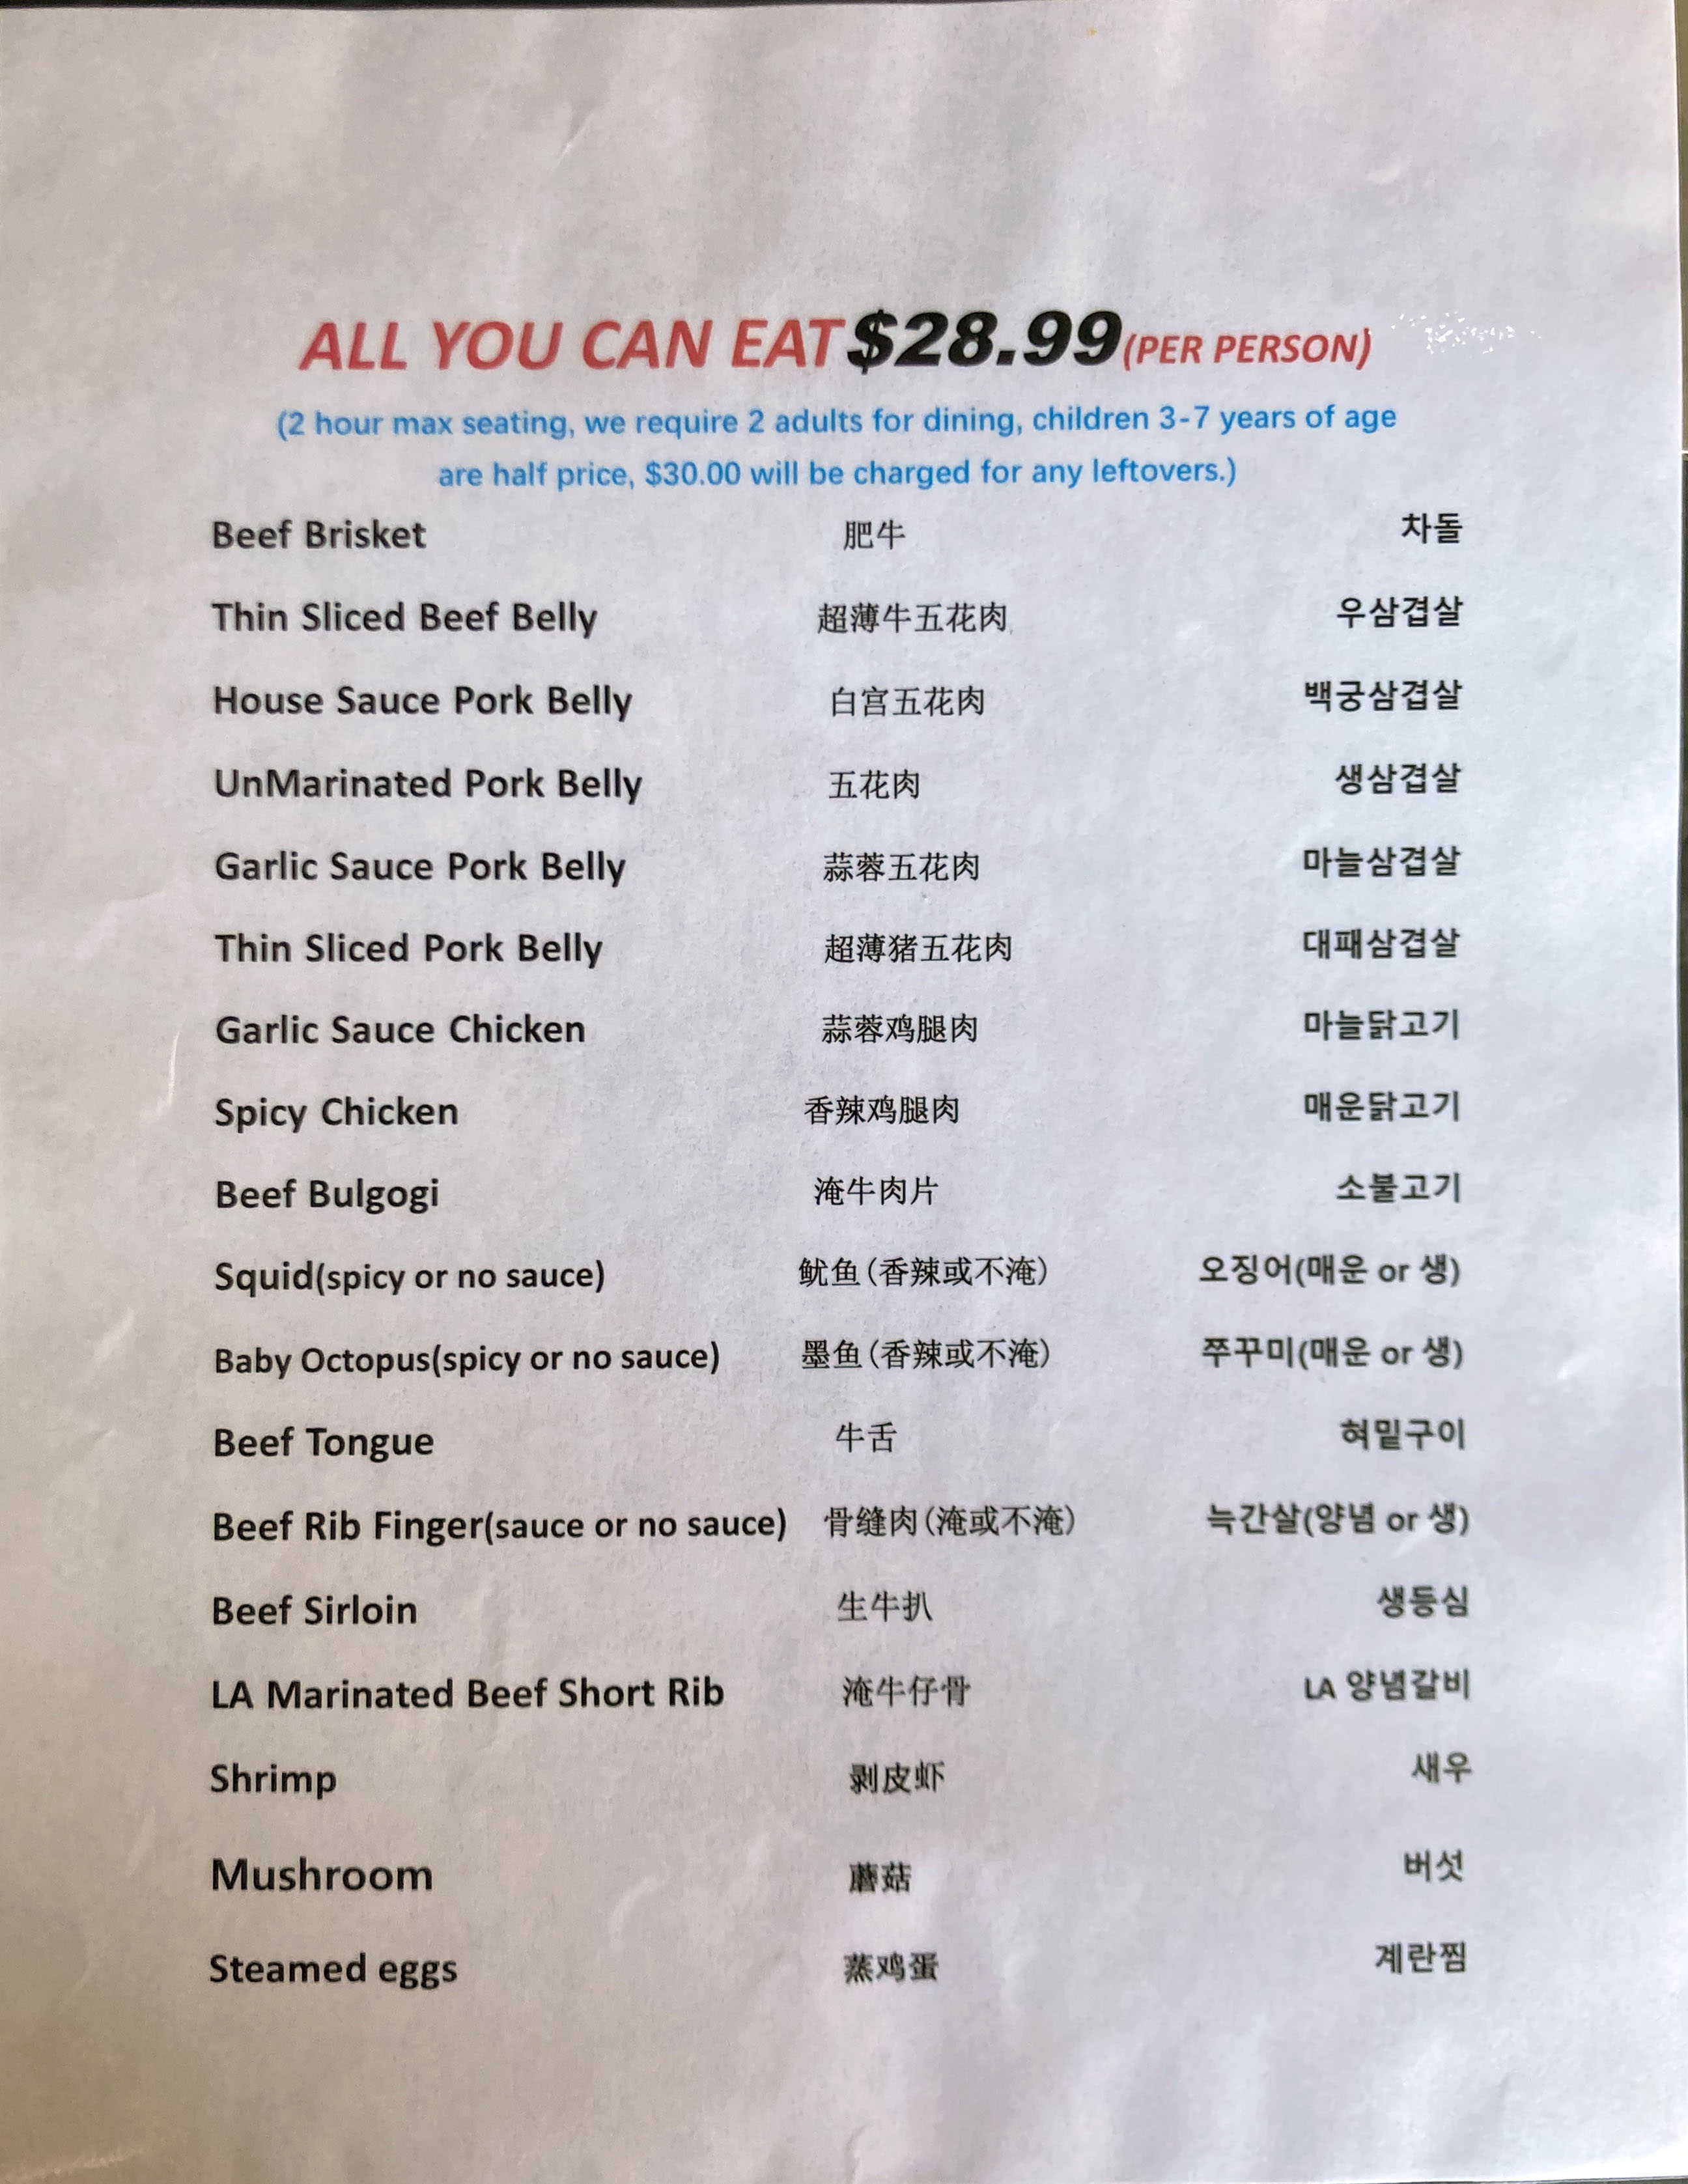 ALL YOU CAN EAT $28.99 (PER PERSON)
(2 hour max seating, we require 2 adults for dining, children 3-7 years of age
are half price, $30.00 will be charged for any leftovers.)
Beef Brisket 肥牛 차돌
Thin Sliced Beef Belly 超薄牛五花肉 우삼겹살
House Sauce Pork Belly 白宫五花肉 백궁삼겹살
UnMarinated Pork Belly 五花肉 생삼겹살
Garlic Sauce Pork Belly 蒜蓉五花肉 마늘삼겹살
Thin Sliced Pork Belly 超薄猪五花肉 대패삼겹살
Garlic Sauce Chicken 蒜蓉鸡腿肉 마늘닭고기
Spicy Chicken 香辣鸡腿肉 매운닭고기
Beef Bulgogi 淹牛肉片 소불고기
Squid(spicy or no sauce) 鱿鱼(香辣或不淹) 오징어(매운 or 생)
Baby Octopus(spicy or no sauce) 墨鱼(香辣或不淹) 쭈꾸미(매운 or 생)
Beef Tongue 牛舌 혀밑구이
Beef Rib Finger(sauce or no sauce) 骨缝肉(淹或不淹) 늑간살(양념 or 생)
Beef Sirloin 生牛扒 생등심
LA Marinated Beef Short Rib 淹牛仔骨 LA 양념갈비
Shrimp 剥皮虾 새우
Mushroom 蘑菇 버섯
Steamed eggs 蒸鸡蛋 계란찜